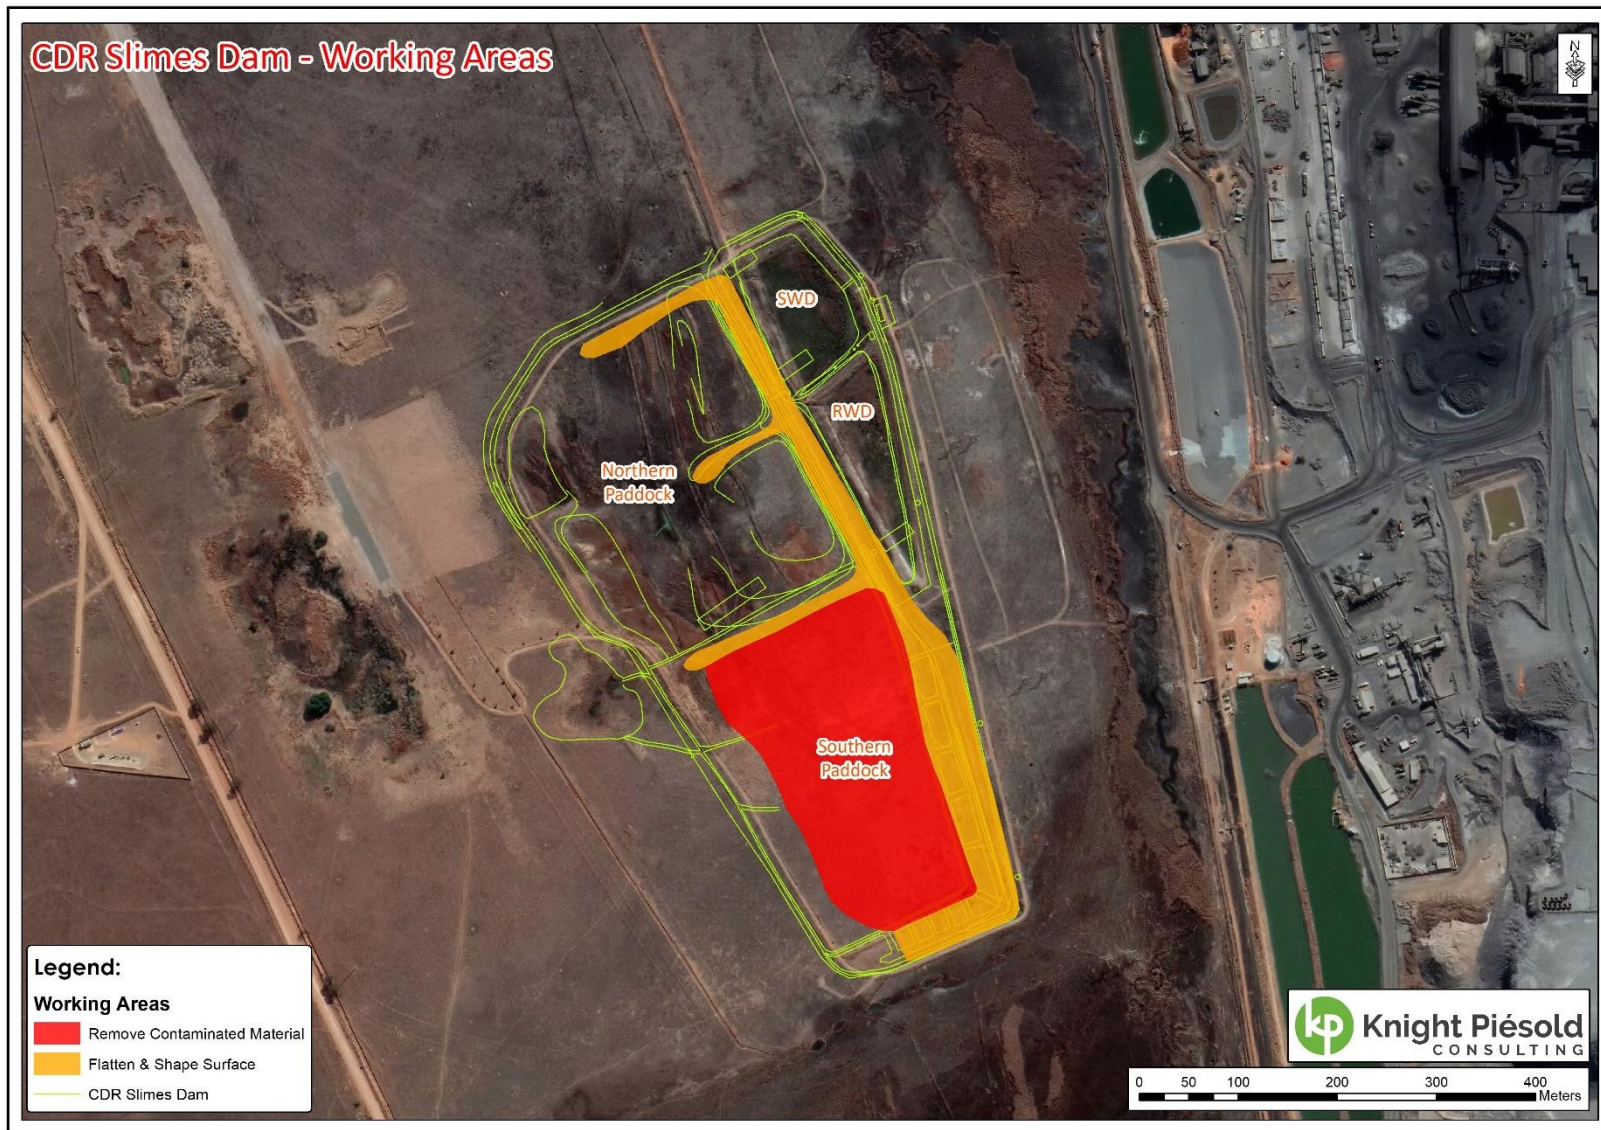 CDR Slimes Dam - Working Areas
N
SWD
RWD
Northern
Paddock
Southern
Paddock
Legend:
Working Areas
Remove Contaminated Material
Flatten & Shape Surface
CDR Slimes Dam
kp Knight Piésold
CONSULTING
0 50 100 200 300 400
Meters